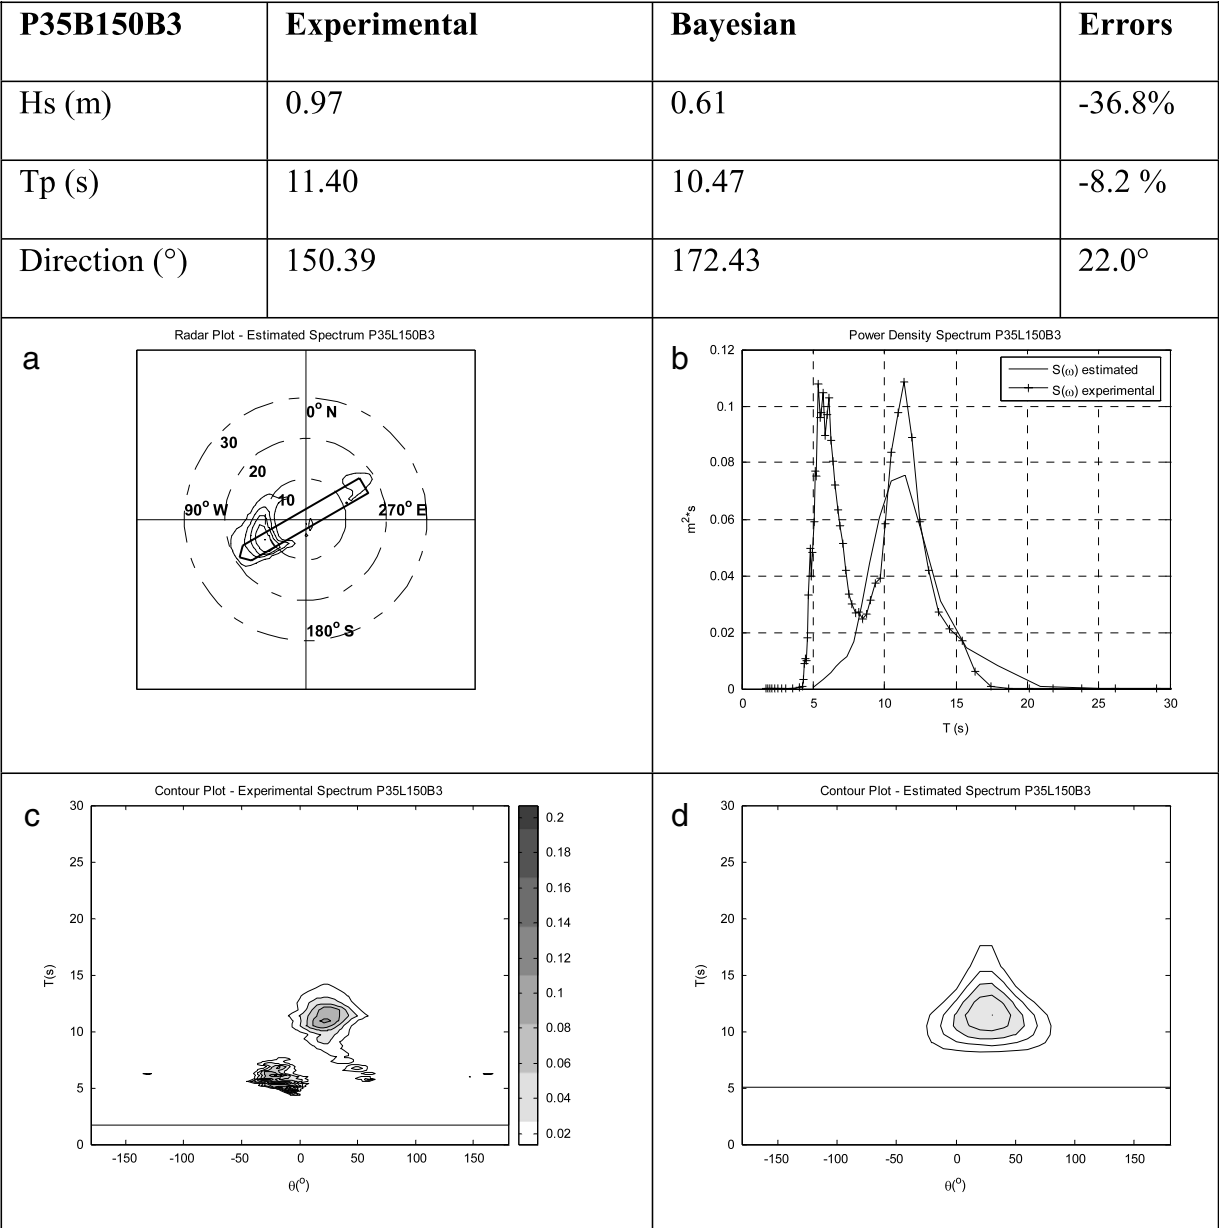 P35B150B3 Experimental Bayesian Errors
Hs (m) 0.97 0.61 -36.8%
Tp (s) 11.40 10.47 -8.2 %
Direction (°) 150.39 172.43 22.0°
a
Radar Plot - Estimated Spectrum P35L150B3
0° N
30
20
10
90° W
270° E
180° S
b
Power Density Spectrum P35L150B3
S(ω) estimated
S(ω) experimental
0.12
0.1
0.08
0.06
0.04
0.02
0
m²*s
0 5 10 15 20 25 30
T (s)
c
Contour Plot - Experimental Spectrum P35L150B3
30
25
20
15
10
5
0
T(s)
-150 -100 -50 0 50 100 150
θ(°)
0.2
0.18
0.16
0.14
0.12
0.1
0.08
0.06
0.04
0.02
d
Contour Plot - Estimated Spectrum P35L150B3
30
25
20
15
10
5
0
T(s)
-150 -100 -50 0 50 100 150
θ(°)